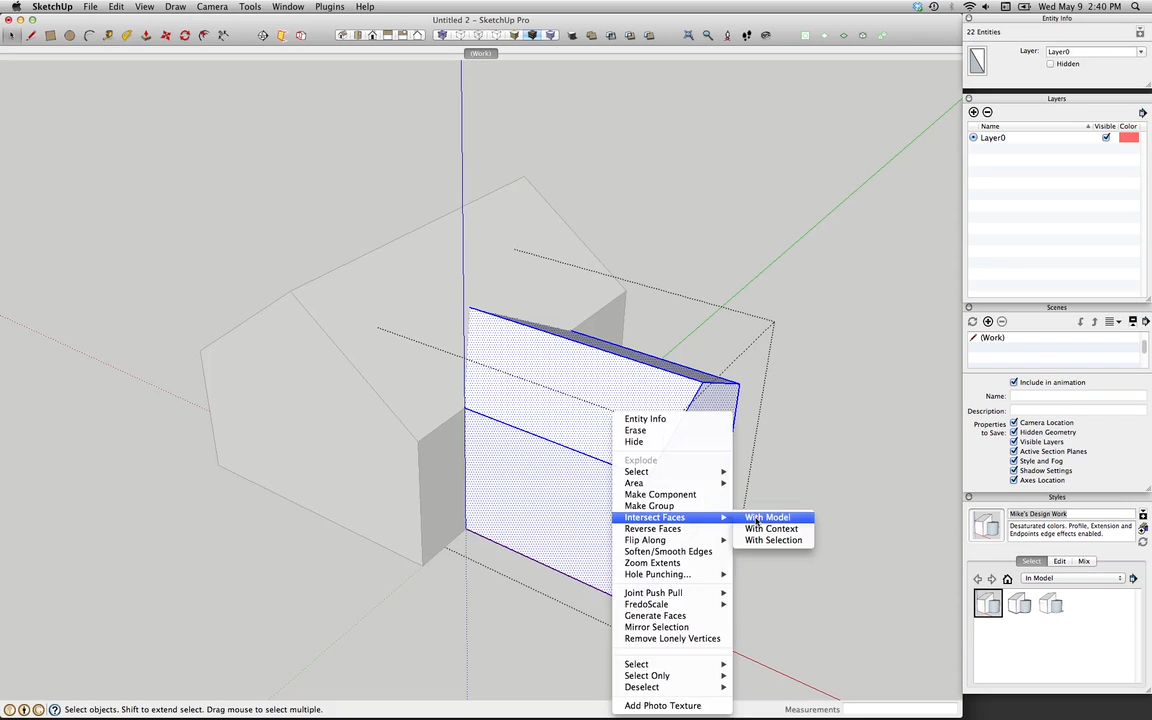 SketchUp File Edit View Draw Camera Tools Window Plugins Help
Wed May 9 2:40 PM
Untitled 2 - SketchUp Pro
(Work)
Entity Info
22 Entities
Layer: Layer0
Hidden
Layers
Name Visible Color
Layer0
Scenes
(Work)
Include in animation
Name:
Description:
Properties to Save:
Camera Location
Hidden Geometry
Visible Layers
Active Section Planes
Style and Fog
Shadow Settings
Axes Location
Styles
Mike's Design Work
Desaturated colors. Profile, Extension and
Endpoints edge effects enabled.
Select Edit Mix
In Model
Entity Info
Erase
Hide
Explode
Select
Area
Make Component
Make Group
Intersect Faces
With Model
With Context
With Selection
Reverse Faces
Flip Along
Soften/Smooth Edges
Zoom Extents
Hole Punching...
Joint Push Pull
FredoScale
Generate Faces
Mirror Selection
Remove Lonely Vertices
Select
Select Only
Deselect
Add Photo Texture
Select objects. Shift to extend select. Drag mouse to select multiple.
Measurements